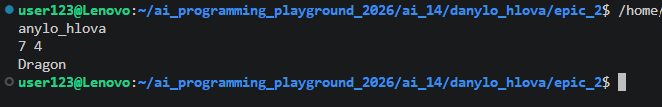 user123@Lenovo:~/ai_programming_playground_2026/ai_14/danylo_hlova/epic_2$ /home/
anylo_hlova
7 4
Dragon
user123@Lenovo:~/ai_programming_playground_2026/ai_14/danylo_hlova/epic_2$